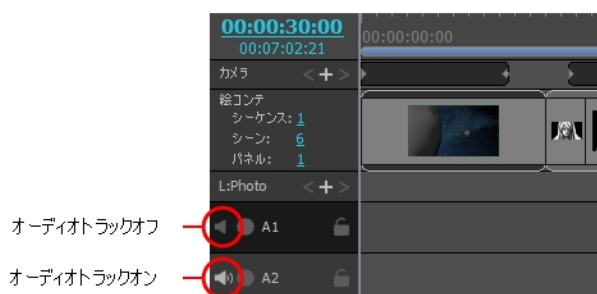 00:00:30:00
00:00:00:00
00:07:02:21
カメラ < + >
絵コンテ
シーケンス: 1
シーン: 6
パネル: 1
L:Photo < + >
オーディオトラックオフ
A1
オーディオトラックオン
A2